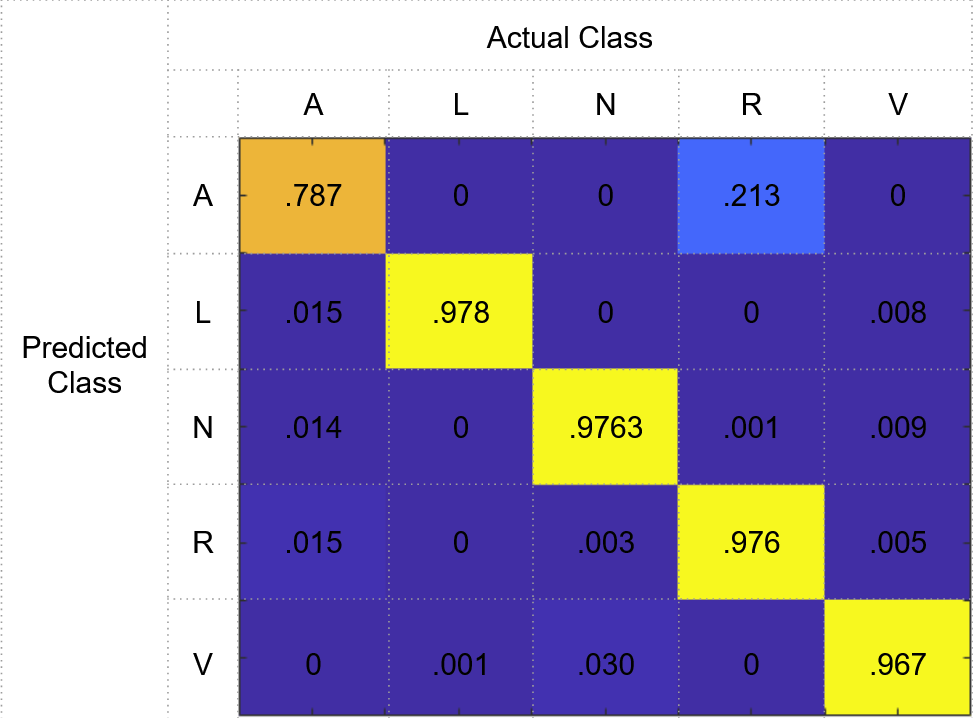 Actual Class
A L N R V
A .787 0 0 .213 0
L .015 .978 0 0 .008
Predicted
Class
N .014 0 .9763 .001 .009
R .015 0 .003 .976 .005
V 0 .001 .030 0 .967